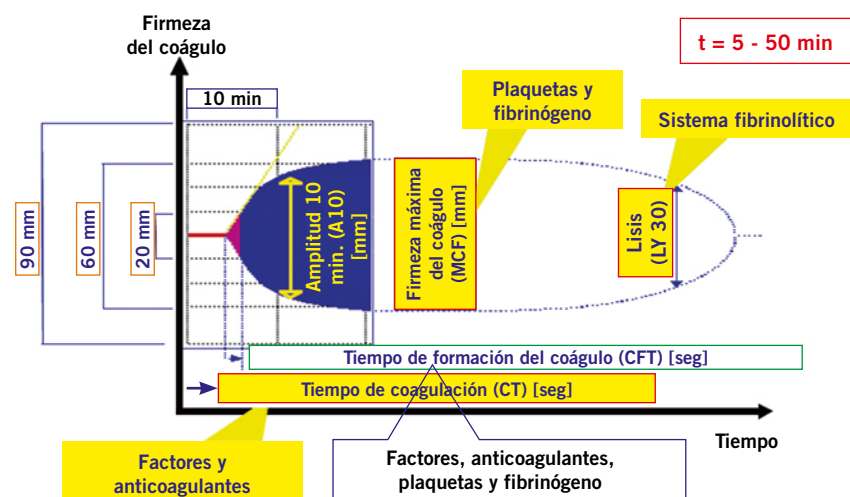 Firmeza
del coágulo
t = 5 - 50 min
10 min
Plaquetas y
fibrinógeno
Sistema fibrinolítico
90 mm
60 mm
20 mm
Amplitud 10
min. (A10)
[mm]
Firmeza máxima
del coágulo
(MCF) [mm]
Lisis
(LY 30)
Tiempo de formación del coágulo (CFT) [seg]
Tiempo de coagulación (CT) [seg]
Tiempo
Factores y
anticoagulantes
Factores, anticoagulantes,
plaquetas y fibrinógeno